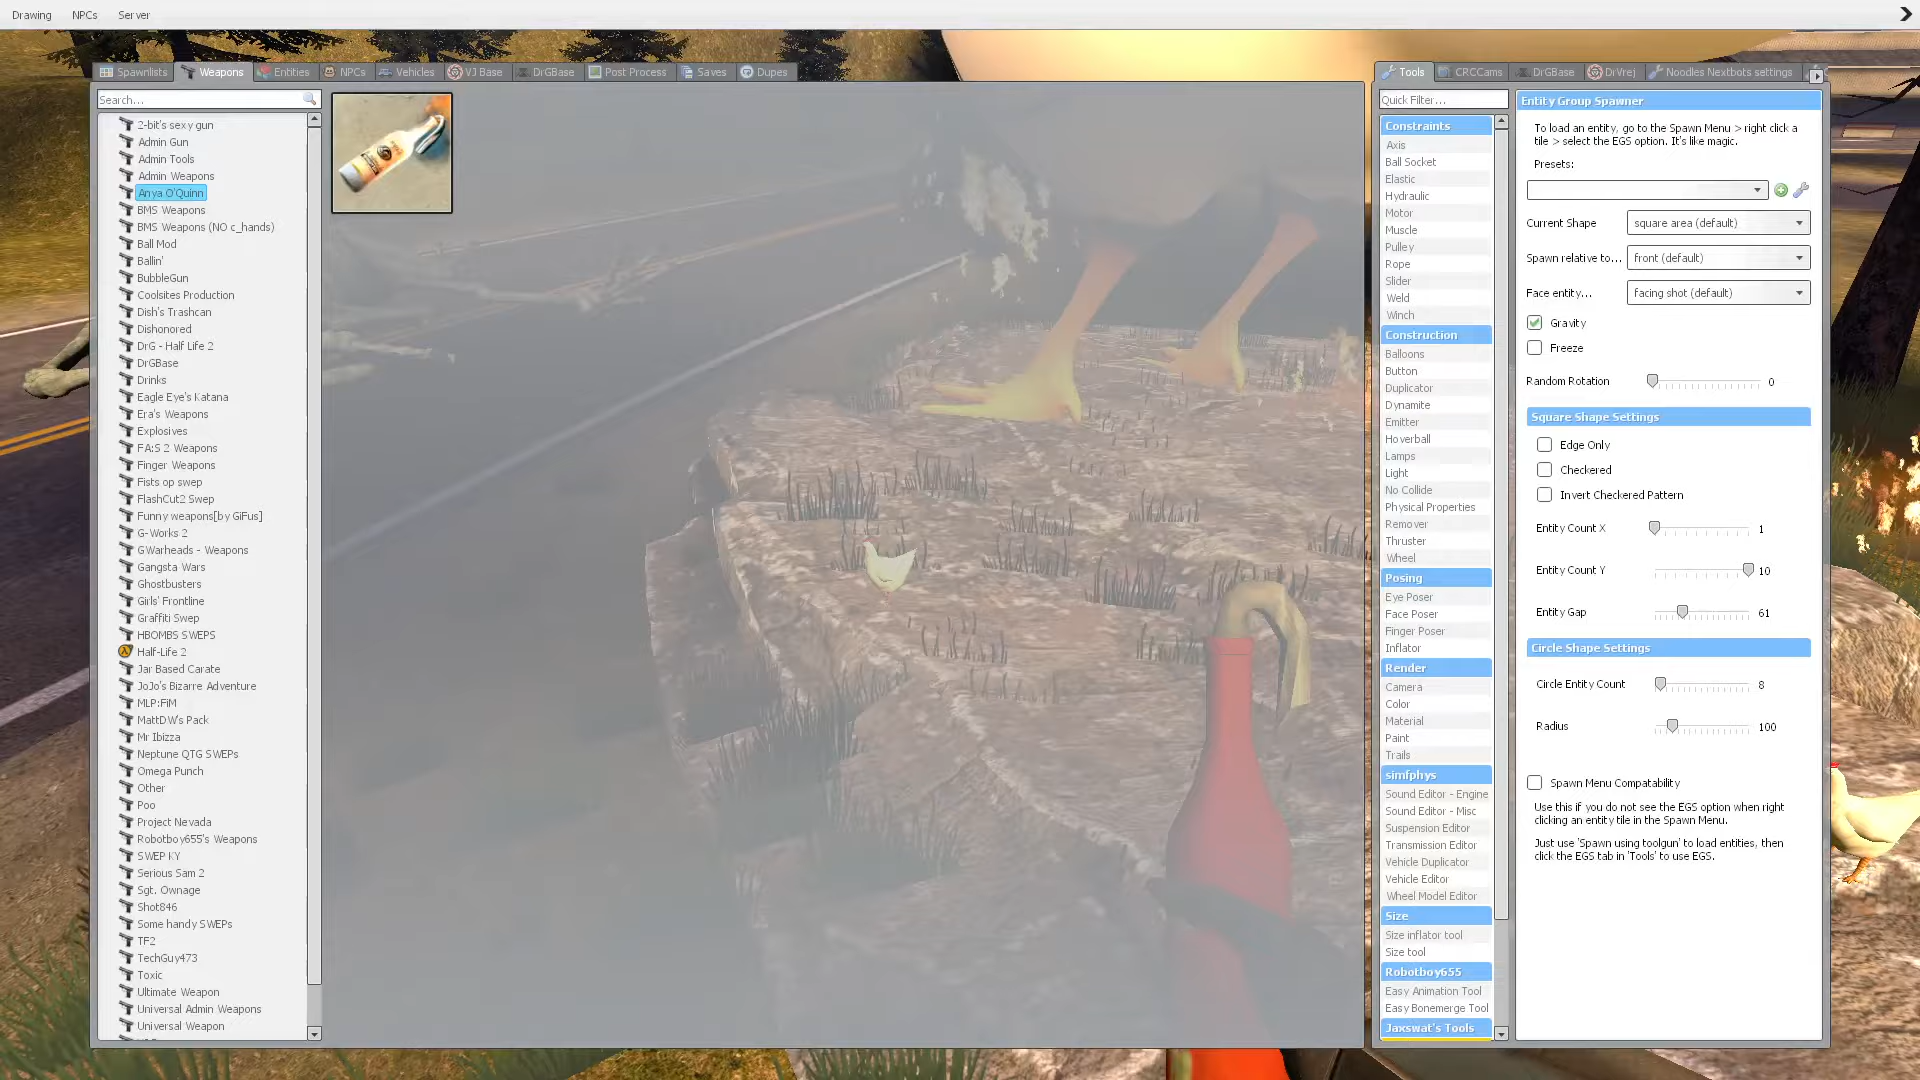 Drawing NPCs Server
Spawnlists Weapons Entities NPCs Vehicles VJ Base DrGBase Post Process Saves Dupes
Search...
2-bit's sexy gun
Admin Gun
Admin Tools
Admin Weapons
Anya O'Quinn
BMS Weapons
BMS Weapons (NO c_hands)
Ball Mod
Ballin'
BubbleGun
Coolsites Production
Dish's Trashcan
Dishonored
DrG - Half Life 2
DrGBase
Drinks
Eagle Eye's Katana
Era's Weapons
Explosives
FA:S 2 Weapons
Finger Weapons
Fists op swep
FlashCut2 Swep
Funny weapons[by GiFus]
G-Works 2
GWarheads - Weapons
Gangsta Wars
Ghostbusters
Girls' Frontline
Graffiti Swep
HBOMBS SWEPS
Half-Life 2
Jar Based Carate
JoJo's Bizarre Adventure
MLP:FiM
MattDW's Pack
Mr Ibizza
Neptune QTG SWEPs
Omega Punch
Other
Poo
Project Nevada
Robotboy655's Weapons
SWEP KY
Serious Sam 2
Sgt. Ownage
Shot846
Some handy SWEPs
TF2
TechGuy473
Toxic
Ultimate Weapon
Universal Admin Weapons
Universal Weapon
Tools CRCCams DrGBase DrVrej Noodles Nextbots settings
Quick Filter...
Constraints
Axis
Ball Socket
Elastic
Hydraulic
Motor
Muscle
Pulley
Rope
Slider
Weld
Winch
Construction
Balloons
Button
Duplicator
Dynamite
Emitter
Hoverball
Lamps
Light
No Collide
Physical Properties
Remover
Thruster
Wheel
Posing
Eye Poser
Face Poser
Finger Poser
Inflator
Render
Camera
Color
Material
Paint
Trails
simfphys
Sound Editor - Engine
Sound Editor - Misc
Suspension Editor
Transmission Editor
Vehicle Duplicator
Vehicle Editor
Wheel Model Editor
Size
Size inflator tool
Size tool
Robotboy655
Easy Animation Tool
Easy Bonemerge Tool
Jaxswat's Tools
Entity Group Spawner
To load an entity, go to the Spawn Menu > right click a
tile > select the EGS option. It's like magic.
Presets:
Current Shape square area (default)
Spawn relative to... front (default)
Face entity... facing shot (default)
Gravity
Freeze
Random Rotation 0
Square Shape Settings
Edge Only
Checkered
Invert Checkered Pattern
Entity Count X 1
Entity Count Y 10
Entity Gap 61
Circle Shape Settings
Circle Entity Count 8
Radius 100
Spawn Menu Compatability
Use this if you do not see the EGS option when right
clicking an entity tile in the Spawn Menu.
Just use 'Spawn using toolgun' to load entities, then
click the EGS tab in 'Tools' to use EGS.